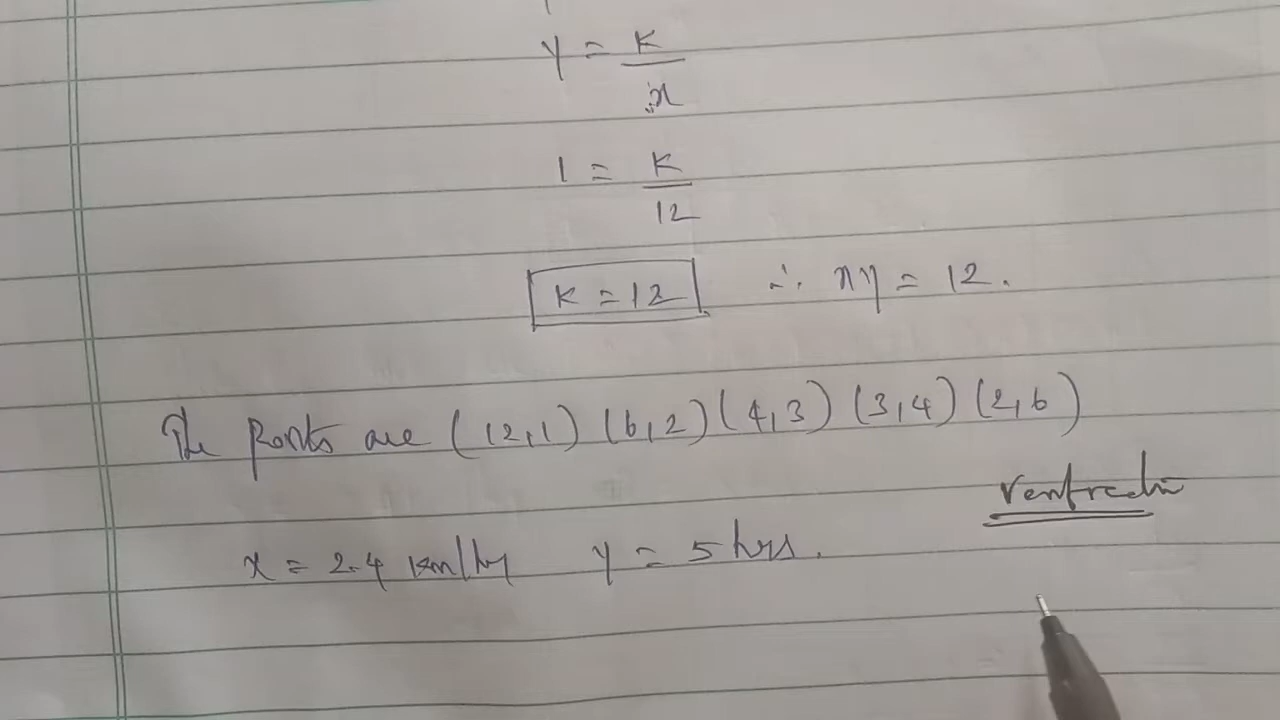 y = K
x
1 = K
12
K = 12 ∴ xy = 12.
The points are (12,1) (6,2) (4,3) (3,4) (2,6)
Verification
x = 2.4 km/hr y = 5 hrs.